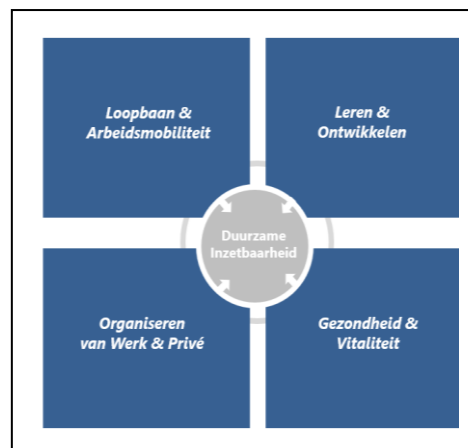 Loopbaan &
Arbeidsmobiliteit
Leren &
Ontwikkelen
Duurzame
Inzetbaarheid
Organiseren
van Werk & Privé
Gezondheid &
Vitaliteit